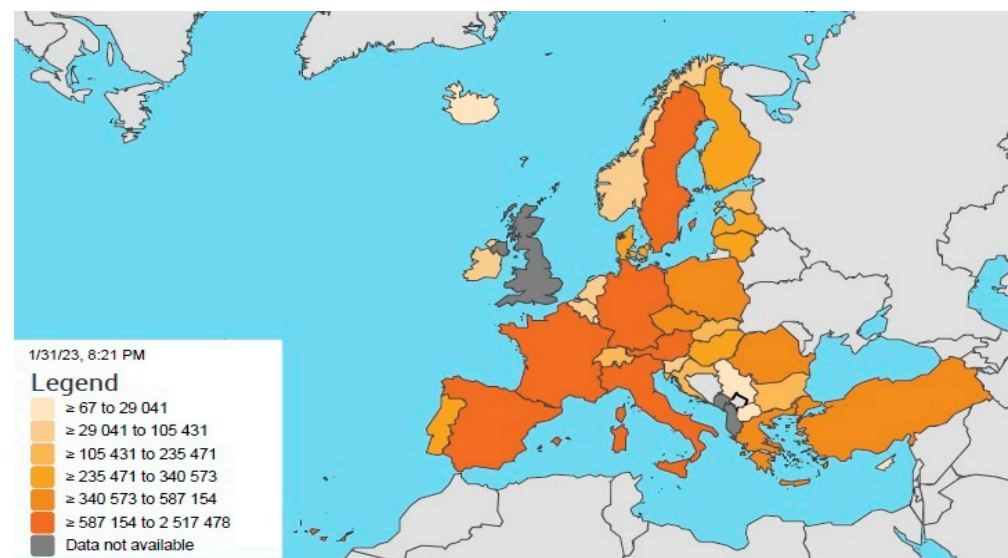 1/31/23, 8:21 PM
Legend
≥ 67 to 29 041
≥ 29 041 to 105 431
≥ 105 431 to 235 471
≥ 235 471 to 340 573
≥ 340 573 to 587 154
≥ 587 154 to 2 517 478
Data not available